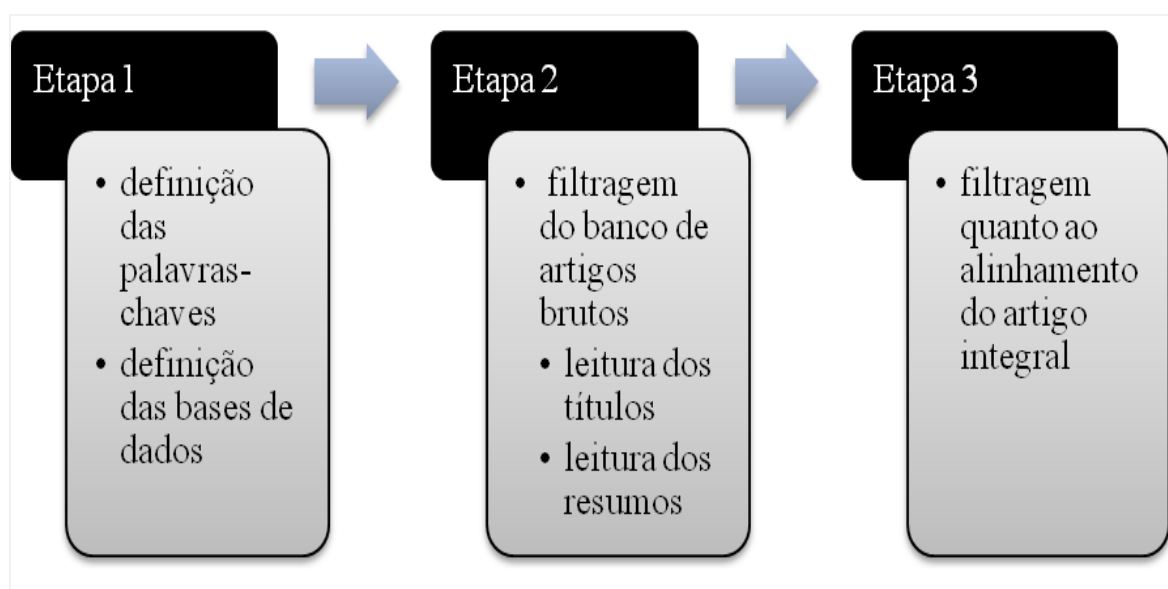 Etapa 1
• definição
das
palavras-
chaves
• definição
das bases de
dados
Etapa 2
• filtragem
do banco de
artigos
brutos
• leitura dos
títulos
• leitura dos
resumos
Etapa 3
• filtragem
quanto ao
alinhamento
do artigo
integral